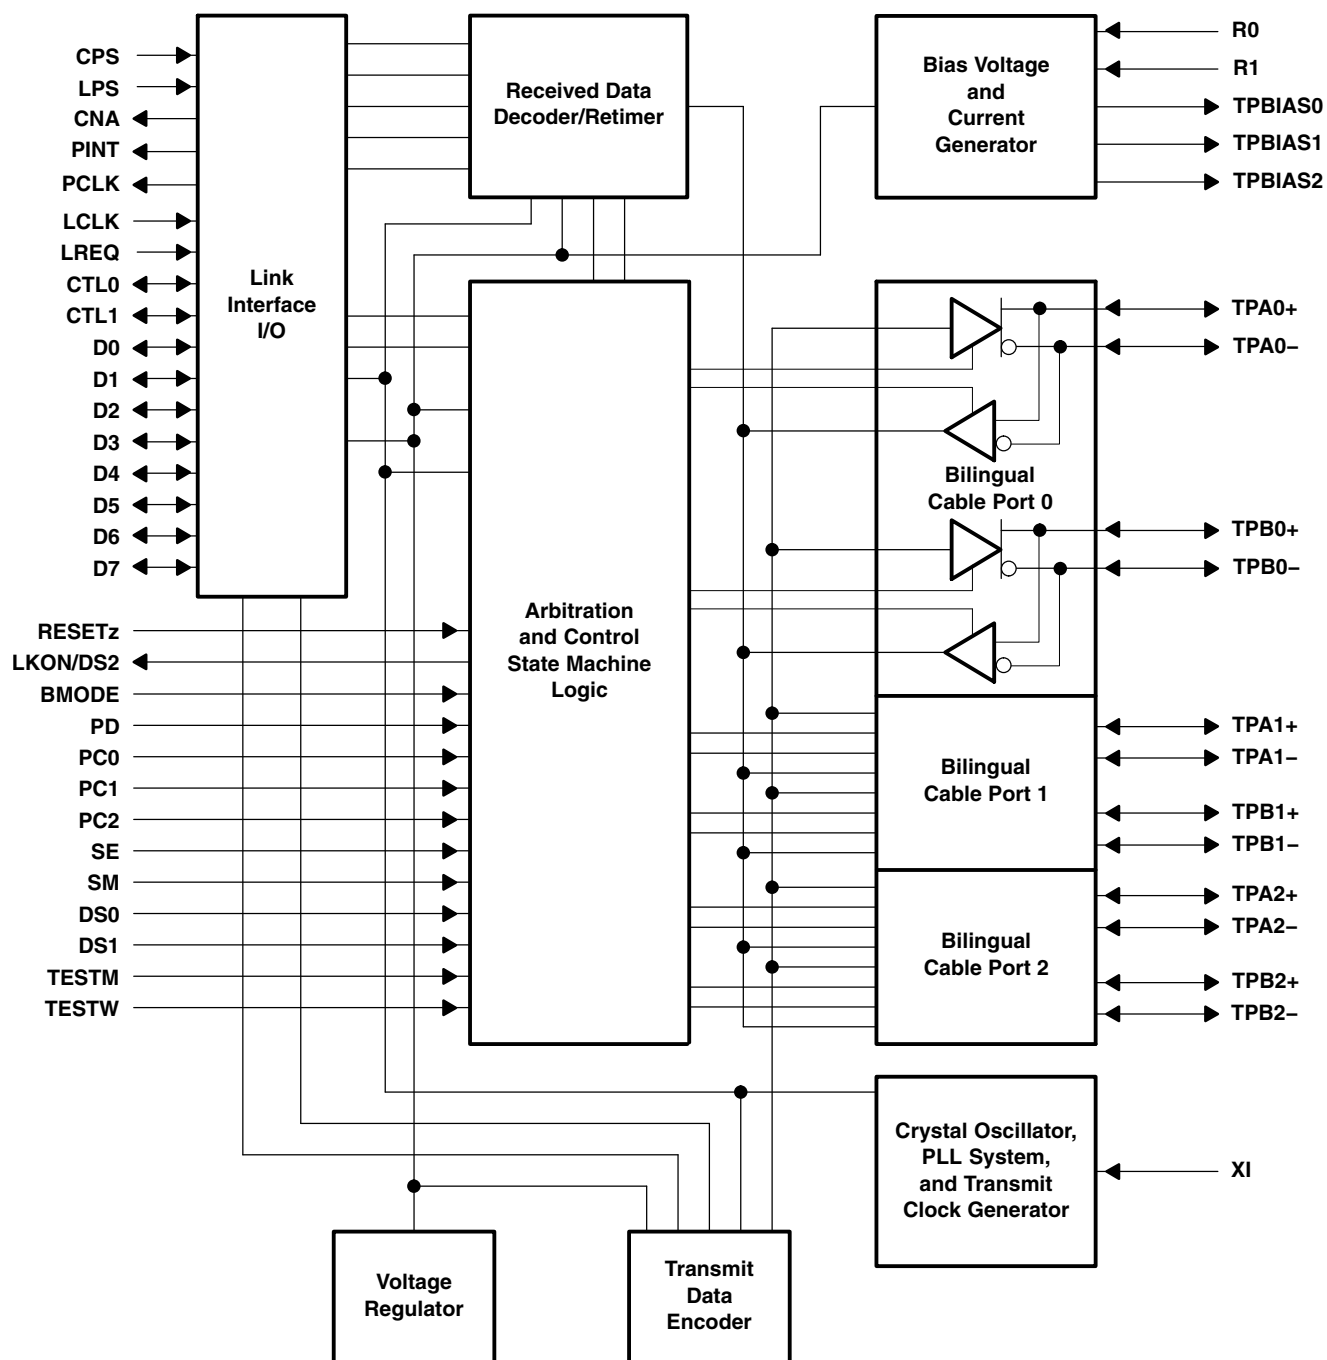 CPS
LPS
CNA
PINT
PCLK
LCLK
LREQ
CTL0
CTL1
D0
D1
D2
D3
D4
D5
D6
D7
RESETz
LKON/DS2
BMODE
PD
PC0
PC1
PC2
SE
SM
DS0
DS1
TESTM
TESTW
Link
Interface
I/O
Received Data
Decoder/Retimer
Arbitration
and Control
State Machine
Logic
Voltage
Regulator
Transmit
Data
Encoder
Bias Voltage
and
Current
Generator
Bilingual
Cable Port 0
Bilingual
Cable Port 1
Bilingual
Cable Port 2
Crystal Oscillator,
PLL System,
and Transmit
Clock Generator
R0
R1
TPBIAS0
TPBIAS1
TPBIAS2
TPA0+
TPA0−
TPB0+
TPB0−
TPA1+
TPA1−
TPB1+
TPB1−
TPA2+
TPA2−
TPB2+
TPB2−
XI